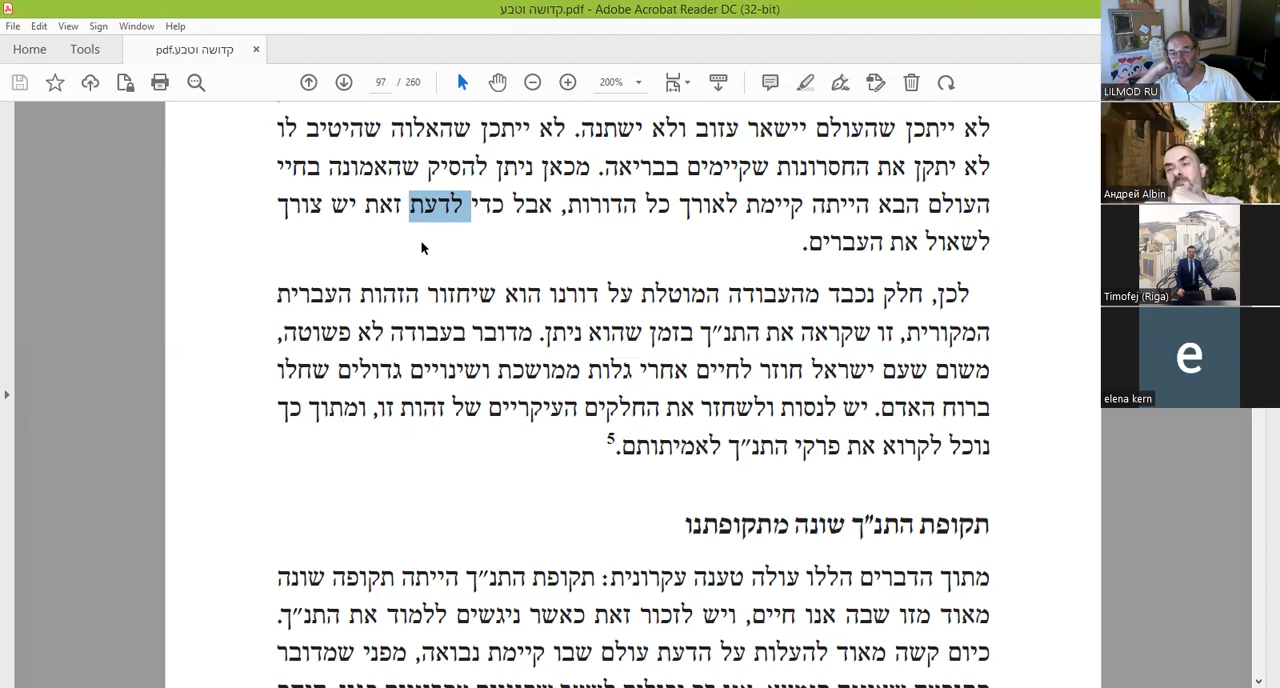 קדושה וטבע.pdf - Adobe Acrobat Reader DC (32-bit)
File Edit View Sign Window Help
Home Tools קדושה וטבע.pdf ×
97 / 260 200%
לא ייתכן שהעולם יישאר עזוב ולא ישתנה. לא ייתכן שהאלוה שהיטיב לו
לא יתקן את החסרונות שקיימים בבריאה. מכאן ניתן להסיק שהאמונה בחיי
העולם הבא הייתה קיימת לאורך כל הדורות, אבל כדי לדעת זאת יש צורך
לשאול את העברים.
לכן, חלק נכבד מהעבודה המוטלת על דורנו הוא שיחזור הזהות העברית
המקורית, זו שקראה את התנ״ך בזמן שהוא ניתן. מדובר בעבודה לא פשוטה,
משום שעם ישראל חוזר לחיים אחרי גלות ממושכת ושינויים גדולים שחלו
ברוח האדם. יש לנסות ולשחזר את החלקים העיקריים של זהות זו, ומתוך כך
נוכל לקרוא את פרקי התנ״ך לאמיתותם.5
תקופת התנ"ך שונה מתקופתנו
מתוך הדברים הללו עולה טענה עקרונית: תקופת התנ״ך הייתה תקופה שונה
מאוד מזו שבה אנו חיים, ויש לזכור זאת כאשר ניגשים ללמוד את התנ״ך.
כיום קשה מאוד להעלות על הדעת עולם שבו קיימת נבואה, מפני שמדובר
LILMOD RU
Андрей Albin
Timofej (Riga)
e
elena kern